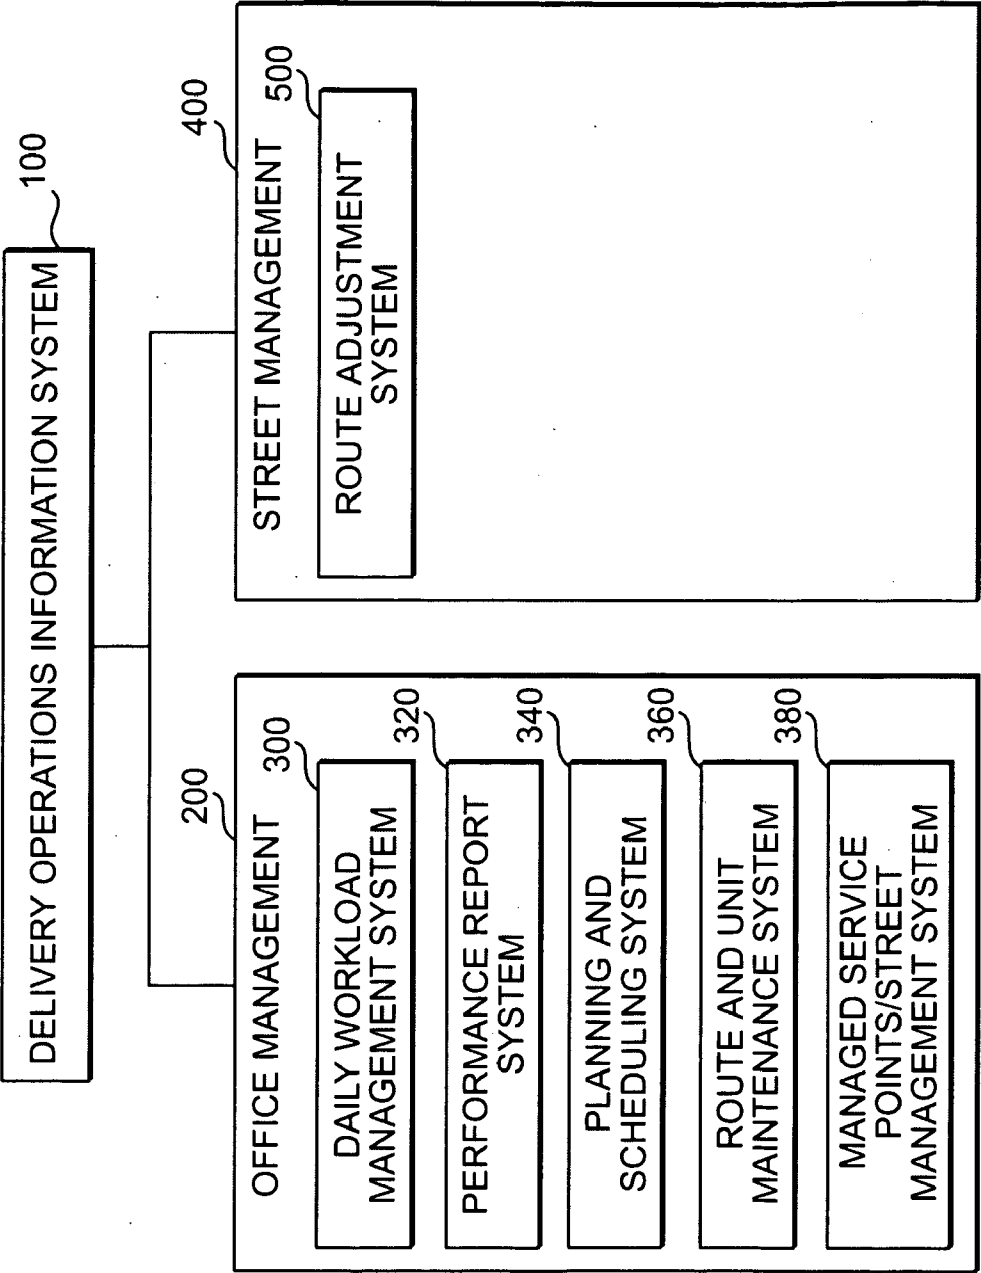 DELIVERY OPERATIONS INFORMATION SYSTEM
100
200
OFFICE MANAGEMENT
300
DAILY WORKLOAD
MANAGEMENT SYSTEM
320
PERFORMANCE REPORT
SYSTEM
340
PLANNING AND
SCHEDULING SYSTEM
360
ROUTE AND UNIT
MAINTENANCE SYSTEM
380
MANAGED SERVICE
POINTS/STREET
MANAGEMENT SYSTEM
400
STREET MANAGEMENT
500
ROUTE ADJUSTMENT
SYSTEM